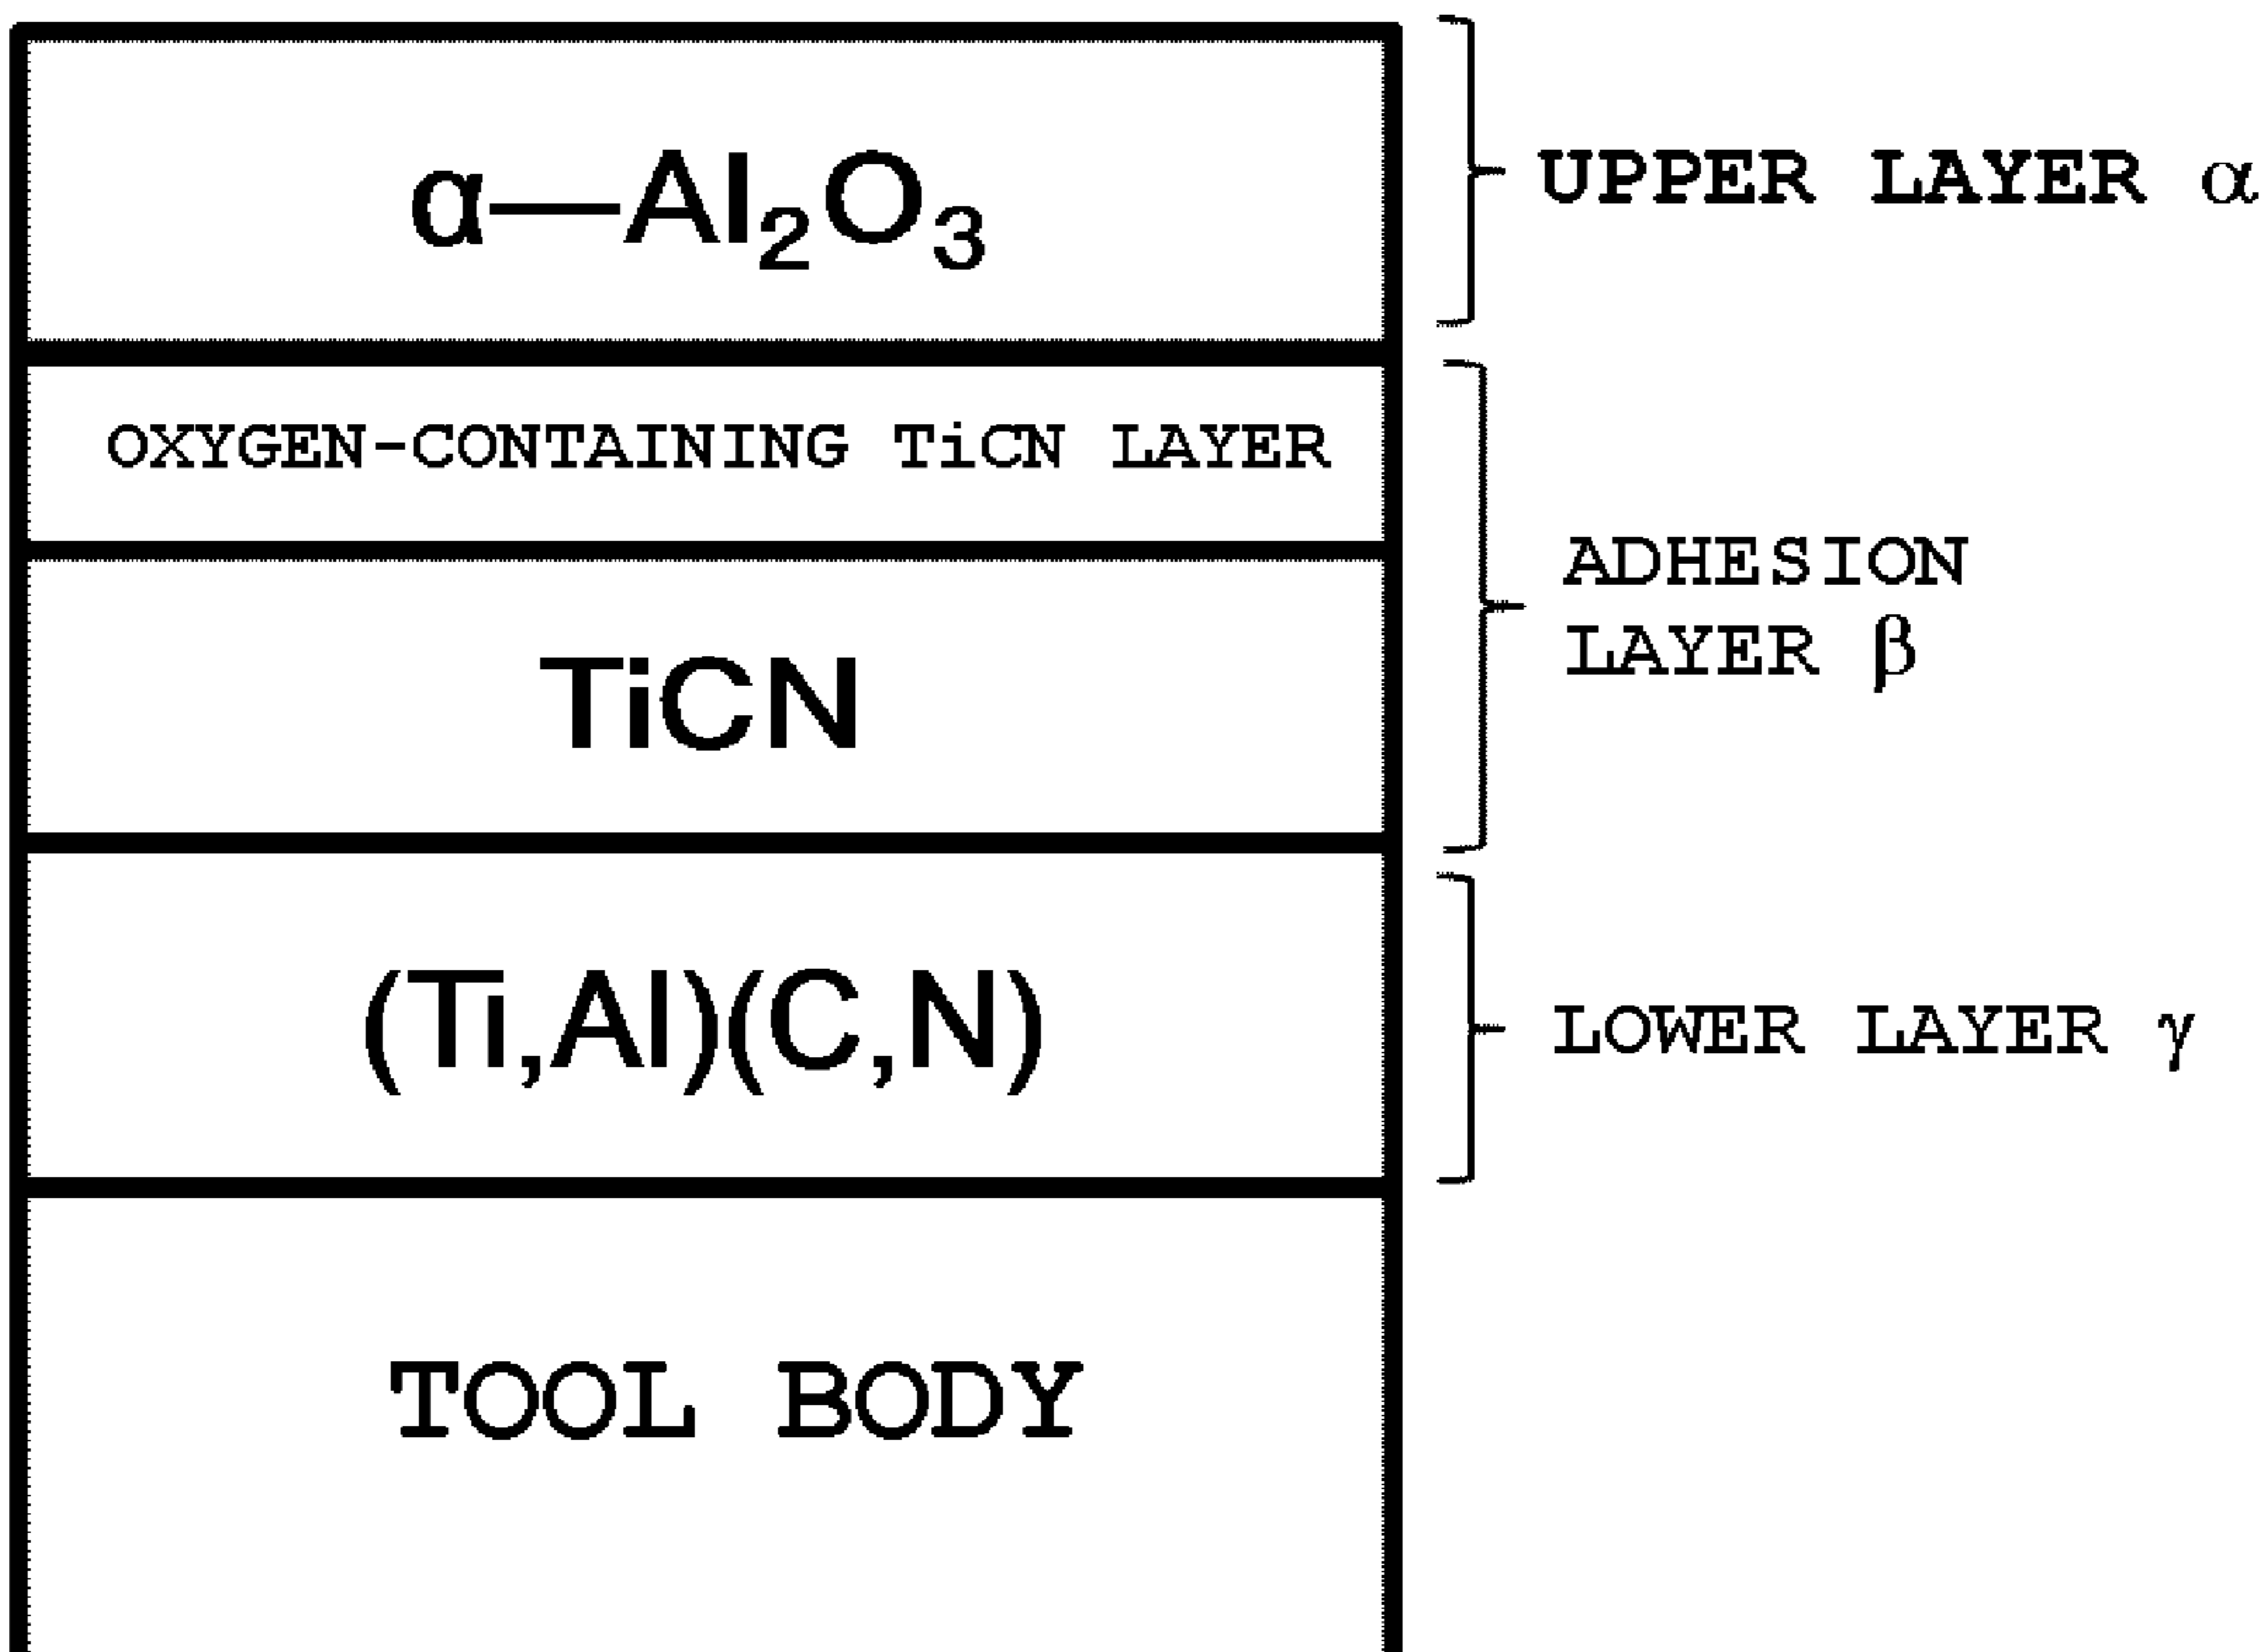 α—Al₂O₃
UPPER LAYER α
OXYGEN-CONTAINING TiCN LAYER
ADHESION
LAYER β
TiCN
(Ti,Al)(C,N)
LOWER LAYER γ
TOOL BODY